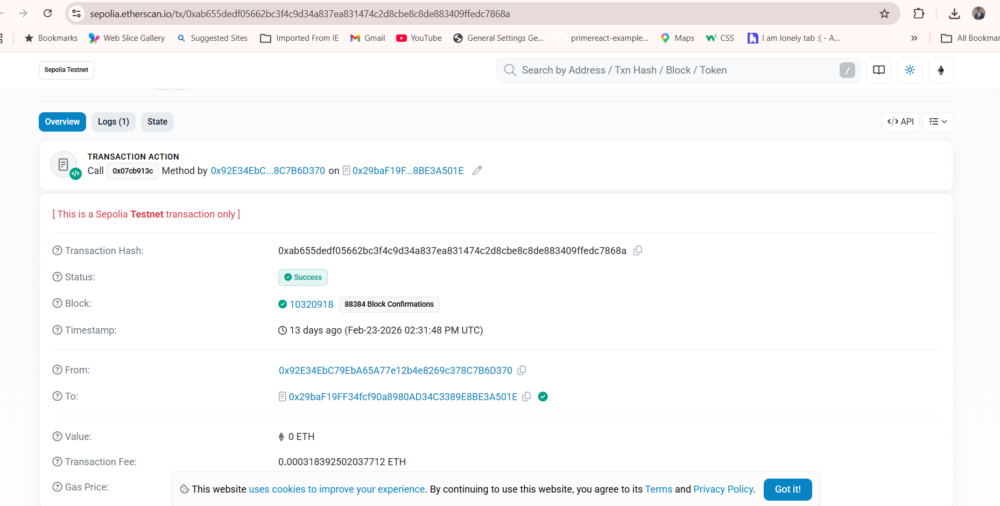 sepolia.etherscan.io/tx/0xab655dedf05662bc3f4c9d34a837ea831474c2d8cbe8c8de883409ffedc7868a
Bookmarks Web Slice Gallery Suggested Sites Imported From IE Gmail YouTube General Settings Ge... primereact-example... Maps CSS I am lonely tab :( - A... » All Bookmar
Sepolia Testnet Search by Address / Txn Hash / Block / Token /
Overview Logs (1) State </> API
TRANSACTION ACTION
Call 0x07cb913c Method by 0x92E34EbC...8C7B6D370 on 0x29baF19F...8BE3A501E
[ This is a Sepolia Testnet transaction only ]
Transaction Hash: 0xab655dedf05662bc3f4c9d34a837ea831474c2d8cbe8c8de883409ffedc7868a
Status: Success
Block: 10320918 88384 Block Confirmations
Timestamp: 13 days ago (Feb-23-2026 02:31:48 PM UTC)
From: 0x92E34EbC79EbA65A77e12b4e8269c378C7B6D370
To: 0x29baF19FF34fcf90a8980AD34C3389E8BE3A501E
Value: 0 ETH
Transaction Fee: 0.000318392502037712 ETH
Gas Price:
This website uses cookies to improve your experience. By continuing to use this website, you agree to its Terms and Privacy Policy. Got it!